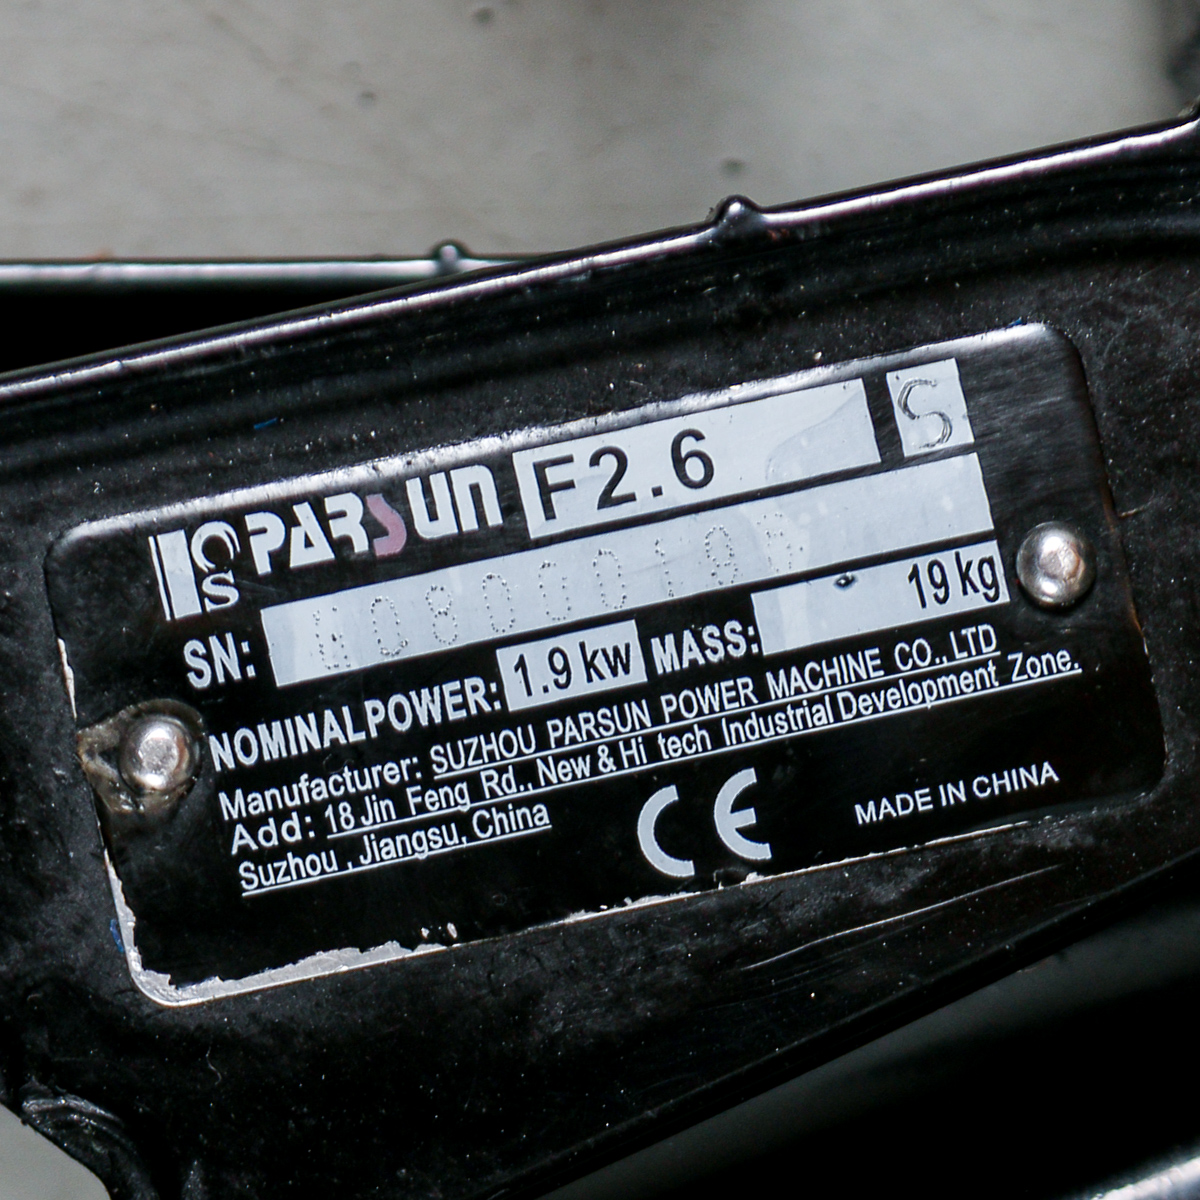 PARSUN F2.6 S
SN:
NOMINALPOWER: 1.9 kw MASS: 19 kg
Manufacturer: SUZHOU PARSUN POWER MACHINE CO.,LTD
Add: 18 Jin Feng Rd., New & Hi tech Industrial Development Zone.
Suzhou , Jiangsu, China
CE
MADE IN CHINA